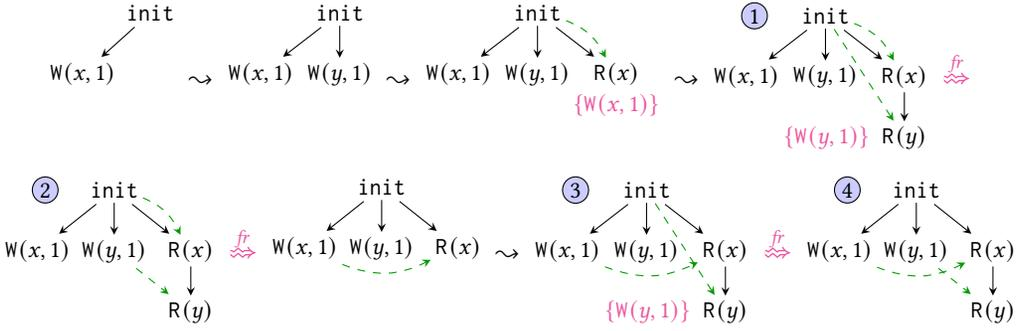 init init init ① init
W(x, 1) ⇝ W(x, 1) W(y, 1) ⇝ W(x, 1) W(y, 1) R(x) ⇝ W(x, 1) W(y, 1) R(x) fr
{W(x, 1)}
{W(y, 1)} R(y)
② init init ③ init ④ init
W(x, 1) W(y, 1) R(x) fr W(x, 1) W(y, 1) R(x) ⇝ W(x, 1) W(y, 1) R(x) fr W(x, 1) W(y, 1) R(x)
R(y) {W(y, 1)} R(y) R(y)